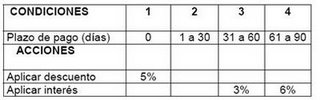 CONDICIONES 1 2 3 4
Plazo de pago (días) 0 1 a 30 31 a 60 61 a 90
ACCIONES
Aplicar descuento 5%
Aplicar interés 3% 6%